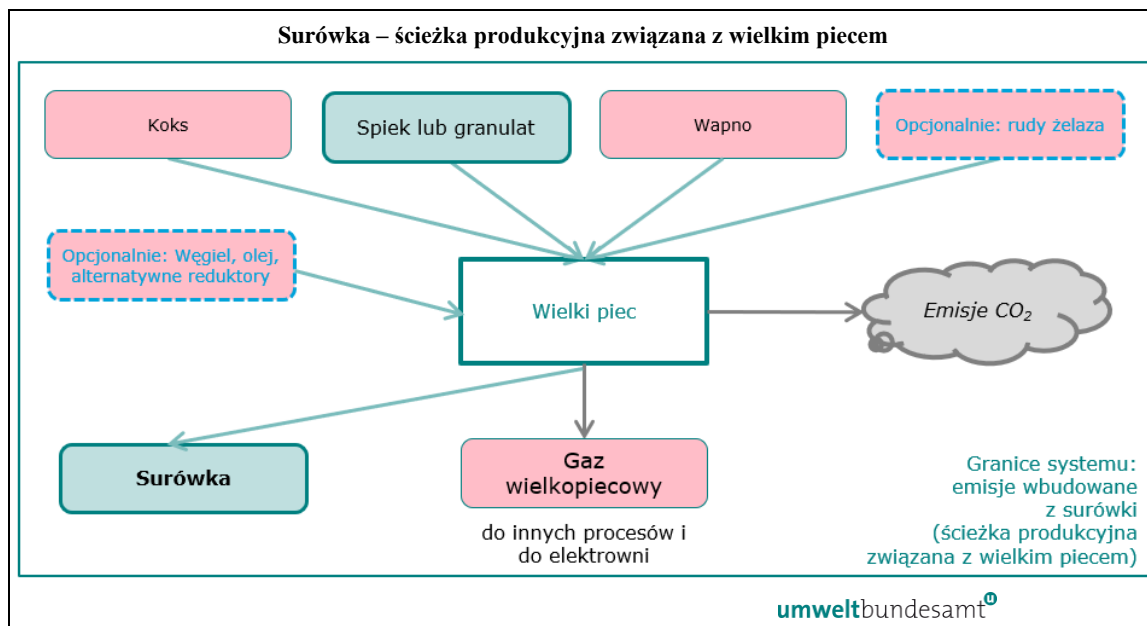 Surówka – ścieżka produkcyjna związana z wielkim piecem
Koks
Spiek lub granulat
Wapno
Opcjonalnie: rudy żelaza
Opcjonalnie: Węgiel, olej,
alternatywne reduktory
Wielki piec
Emisje CO₂
Surówka
Gaz
wielkopiecowy
do innych procesów i
do elektrowni
Granice systemu:
emisje wbudowane
z surówki
(ścieżka produkcyjna
związana z wielkim piecem)
umweltbundesamt
u